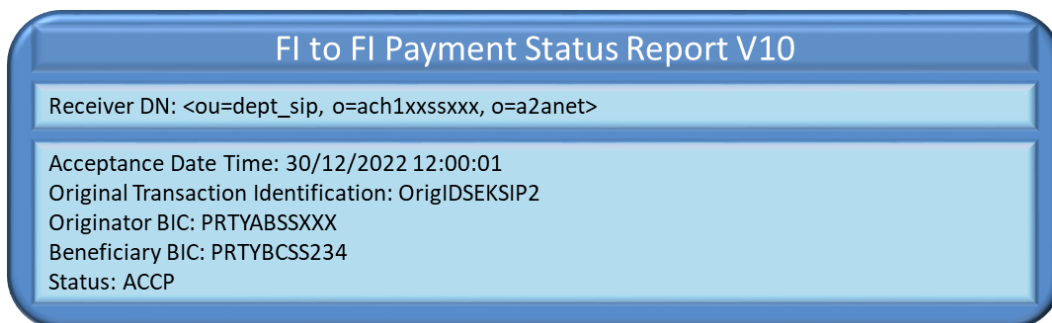 FI to FI Payment Status Report V10
Receiver DN: <ou=dept_sip, o=ach1xxssxxx, o=a2anet>
Acceptance Date Time: 30/12/2022 12:00:01
Original Transaction Identification: OrigIDSEKSIP2
Originator BIC: PRTYABSSXXX
Beneficiary BIC: PRTYBCSS234
Status: ACCP